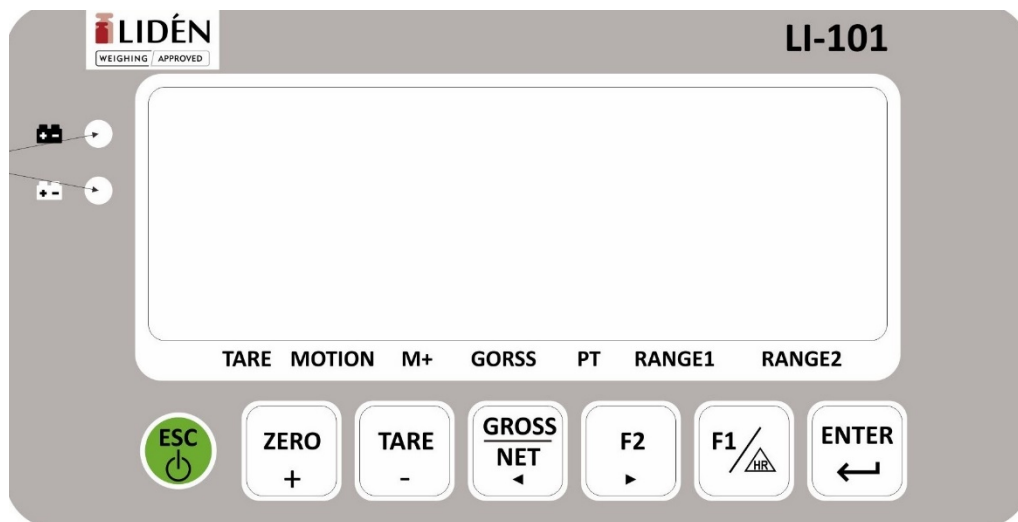 LIDÉN
WEIGHING APPROVED
LI-101
TARE MOTION M+ GORSS PT RANGE1 RANGE2
ESC
ZERO
+
TARE
-
GROSS
NET
◄
F2
►
F1/HR
ENTER